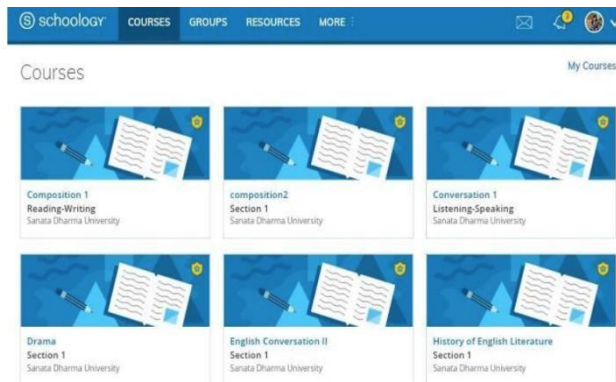 S schoology COURSES GROUPS RESOURCES MORE
Courses
My Courses
Composition 1
Reading-Writing
Sanata Dharma University
composition2
Section 1
Sanata Dharma University
Conversation 1
Listening-Speaking
Sanata Dharma University
Drama
Section 1
Sanata Dharma University
English Conversation II
Section 1
Sanata Dharma University
History of English Literature
Section 1
Sanata Dharma University